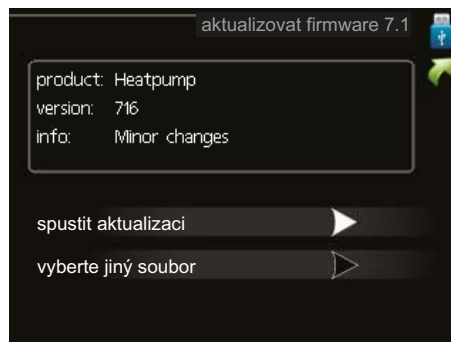 aktualizovat firmware 7.1
product: Heatpump
version: 716
info: Minor changes
spustit aktualizaci
vyberte jiný soubor